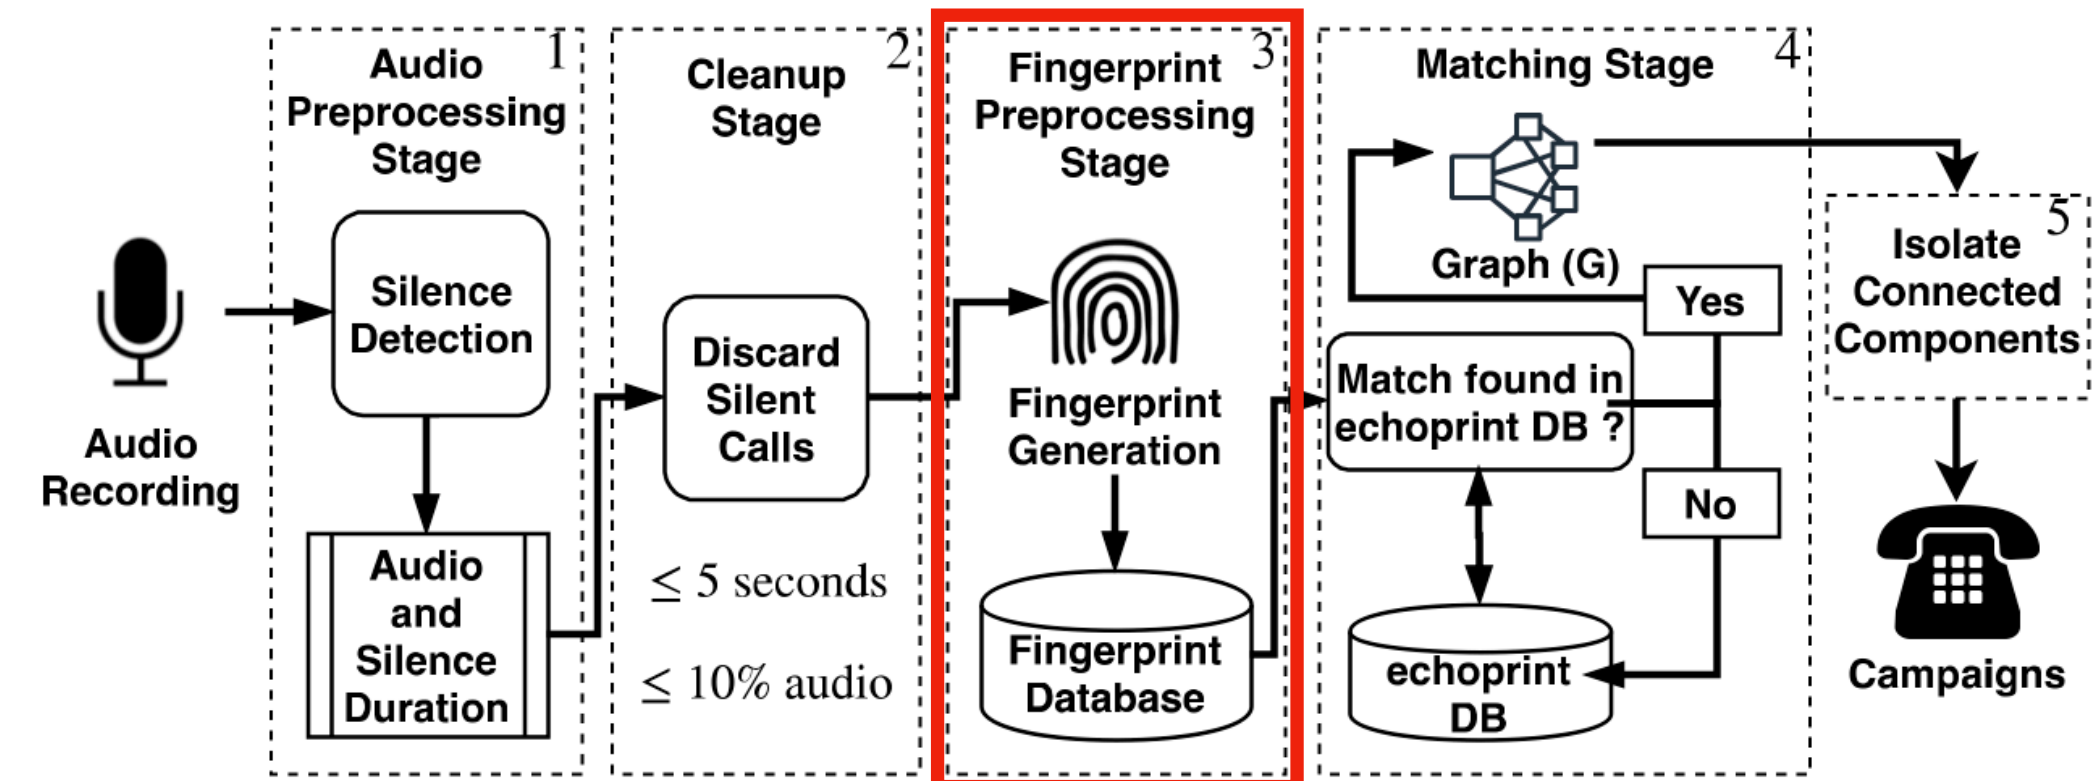 Audio
Recording
1
Audio
Preprocessing
Stage
Silence
Detection
Audio
and
Silence
Duration
2
Cleanup
Stage
Discard
Silent
Calls
≤ 5 seconds
≤ 10% audio
3
Fingerprint
Preprocessing
Stage
Fingerprint
Generation
Fingerprint
Database
4
Matching Stage
Graph (G)
Yes
Match found in
echoprint DB ?
No
echoprint
DB
5
Isolate
Connected
Components
Campaigns